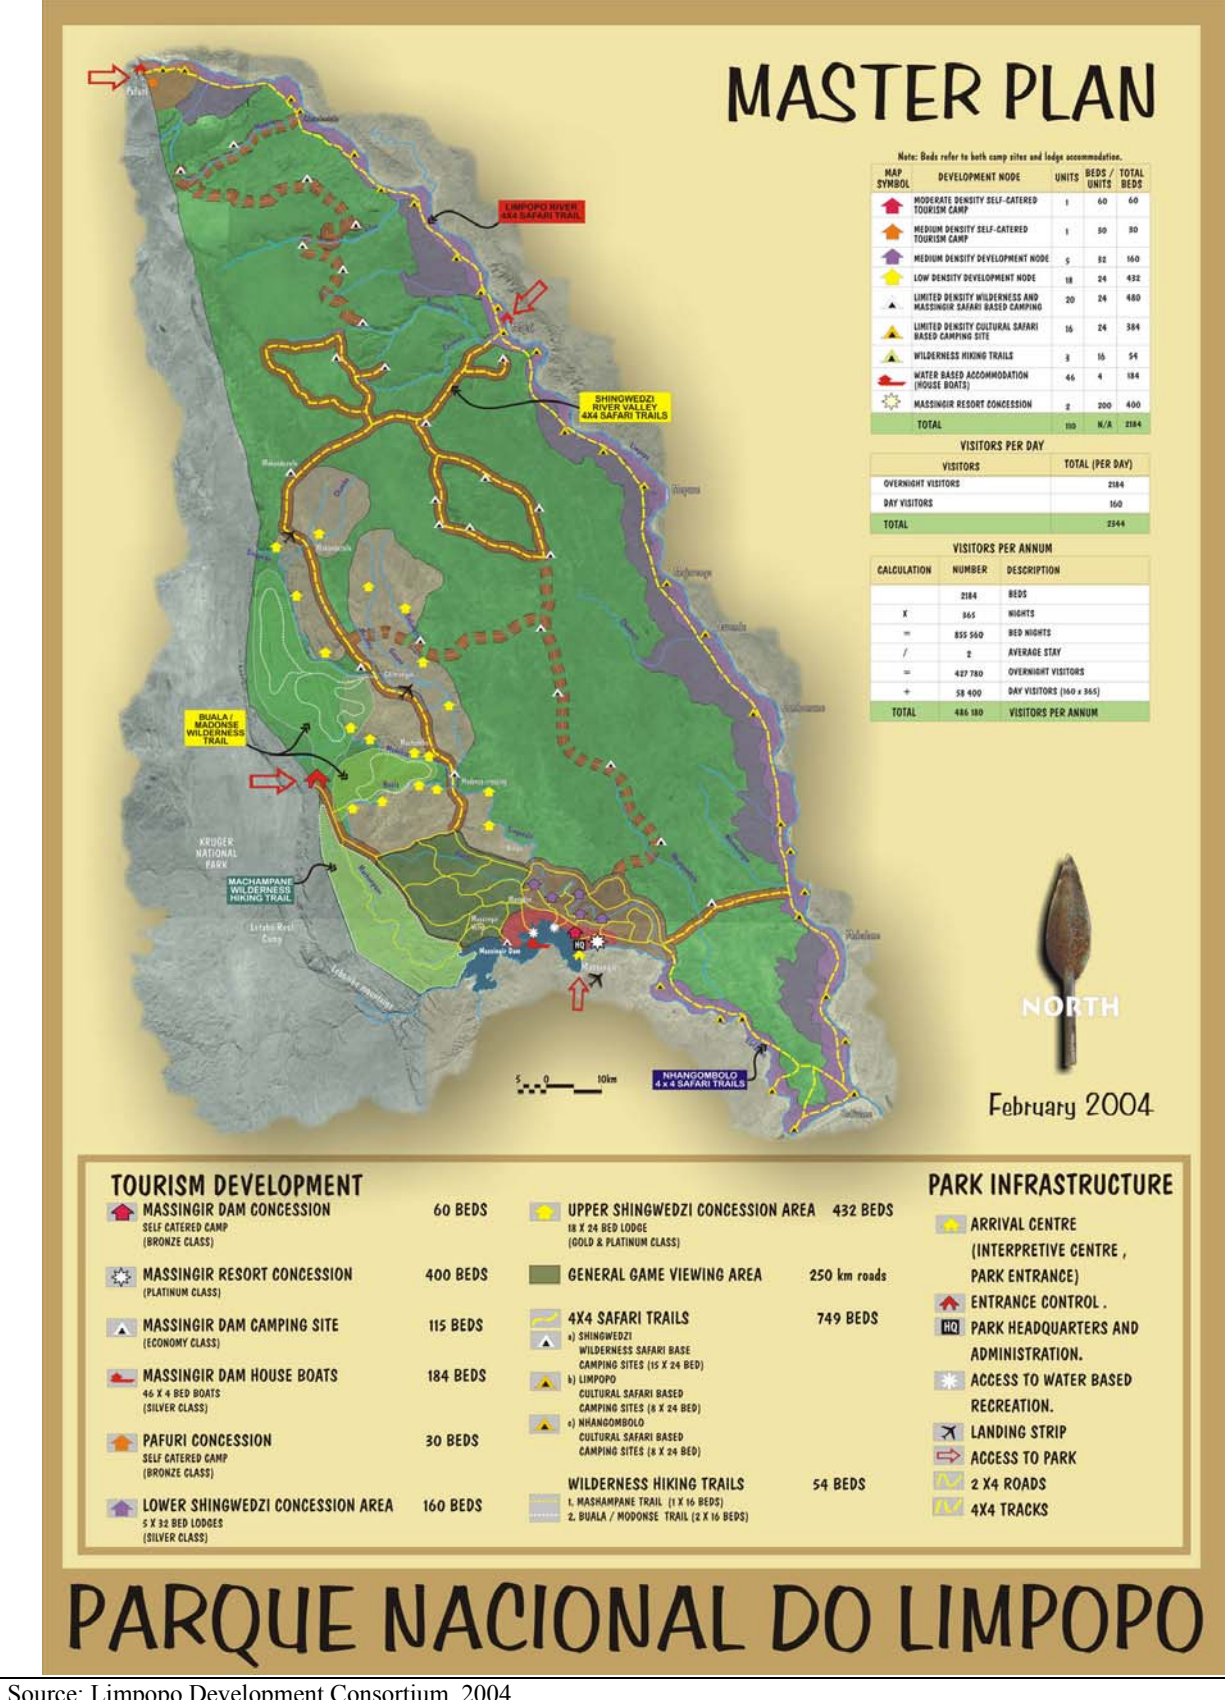 MASTER PLAN
Note: Beds refer to both camp sites and lodge accommodation.
MAP SYMBOL DEVELOPMENT NODE UNITS BEDS / UNITS TOTAL BEDS
MODERATE DENSITY SELF-CATERED TOURISM CAMP 1 60 60
MEDIUM DENSITY SELF-CATERED TOURISM CAMP 1 30 30
MEDIUM DENSITY DEVELOPMENT NODE 5 32 160
LOW DENSITY DEVELOPMENT NODE 18 24 432
LIMITED DENSITY WILDERNESS AND MASSINGIR SAFARI BASED CAMPING 20 24 480
LIMITED DENSITY CULTURAL SAFARI BASED CAMPING SITE 16 24 384
WILDERNESS HIKING TRAILS 3 16 54
WATER BASED ACCOMMODATION (HOUSE BOATS) 46 4 184
MASSINGIR RESORT CONCESSION 2 200 400
TOTAL 110 N/A 2184
VISITORS PER DAY
VISITORS TOTAL (PER DAY)
OVERNIGHT VISITORS 2184
DAY VISITORS 160
TOTAL 2344
VISITORS PER ANNUM
CALCULATION NUMBER DESCRIPTION
2184 BEDS
X 365 NIGHTS
= 855 560 BED NIGHTS
/ 2 AVERAGE STAY
= 427 780 OVERNIGHT VISITORS
+ 58 400 DAY VISITORS (160 x 365)
TOTAL 486 180 VISITORS PER ANNUM
Pafuri
LIMPOPO RIVER
4X4 SAFARI TRAIL
SHINGWEDZI
RIVER VALLEY
4X4 SAFARI TRAILS
BUALA /
MADONSE
WILDERNESS
TRAIL
KRUGER
NATIONAL
PARK
MACHAMPANE
WILDERNESS
HIKING TRAIL
Letaba Rest
Camp
Lebombo mountains
Massingir Dam
HQ
Massingir
NHANGOMBOLO
4 x 4 SAFARI TRAILS
5 0 10km
NORTH
February 2004
TOURISM DEVELOPMENT
MASSINGIR DAM CONCESSION 60 BEDS
SELF CATERED CAMP
(BRONZE CLASS)
MASSINGIR RESORT CONCESSION 400 BEDS
(PLATINUM CLASS)
MASSINGIR DAM CAMPING SITE 115 BEDS
(ECONOMY CLASS)
MASSINGIR DAM HOUSE BOATS 184 BEDS
46 X 4 BED BOATS
(SILVER CLASS)
PAFURI CONCESSION 30 BEDS
SELF CATERED CAMP
(BRONZE CLASS)
LOWER SHINGWEDZI CONCESSION AREA 160 BEDS
5 X 32 BED LODGES
(SILVER CLASS)
UPPER SHINGWEDZI CONCESSION AREA 432 BEDS
18 X 24 BED LODGE
(GOLD & PLATINUM CLASS)
GENERAL GAME VIEWING AREA 250 km roads
4X4 SAFARI TRAILS 749 BEDS
a) SHINGWEDZI
WILDERNESS SAFARI BASE
CAMPING SITES (15 X 24 BED)
b) LIMPOPO
CULTURAL SAFARI BASED
CAMPING SITES (8 X 24 BED)
c) NHANGOMBOLO
CULTURAL SAFARI BASED
CAMPING SITES (8 X 24 BED)
WILDERNESS HIKING TRAILS 54 BEDS
1. MASHAMPANE TRAIL (1 X 16 BEDS)
2. BUALA / MODONSE TRAIL (2 X 16 BEDS)
PARK INFRASTRUCTURE
ARRIVAL CENTRE
(INTERPRETIVE CENTRE ,
PARK ENTRANCE)
ENTRANCE CONTROL .
HQ PARK HEADQUARTERS AND
ADMINISTRATION.
ACCESS TO WATER BASED
RECREATION.
LANDING STRIP
ACCESS TO PARK
2 X4 ROADS
4X4 TRACKS
PARQUE NACIONAL DO LIMPOPO
Source: Limpopo Development Consortium, 2004